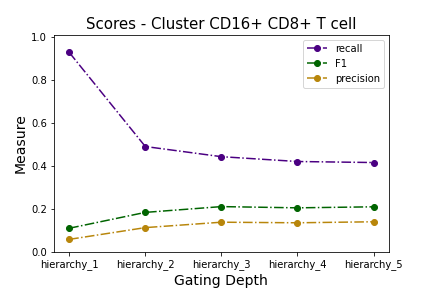 Scores - Cluster CD16+ CD8+ T cell
recall
F1
precision
Measure
1.0
0.8
0.6
0.4
0.2
0.0
hierarchy_1 hierarchy_2 hierarchy_3 hierarchy_4 hierarchy_5
Gating Depth